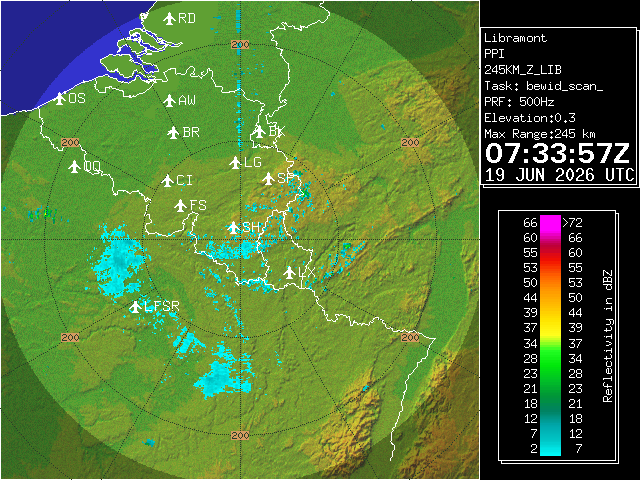 RD
200
OS
AW
BR
BK
200
200
QQ
LG
CI
SP
FS
SH
LX
LFSR
200
200
200
Libramont
PPI
245KM_Z_LIB
Task: bewid_scan_
PRF: 500Hz
Elevation:0.3
Max Range:245 km
07:33:57Z
19 JUN 2026 UTC
66 >72
60 66
55 60
53 55
50 53
44 50
39 44
37 39
34 37
28 34
23 28
21 23
18 21
12 18
7 12
2 7
Reflectivity in dBZ